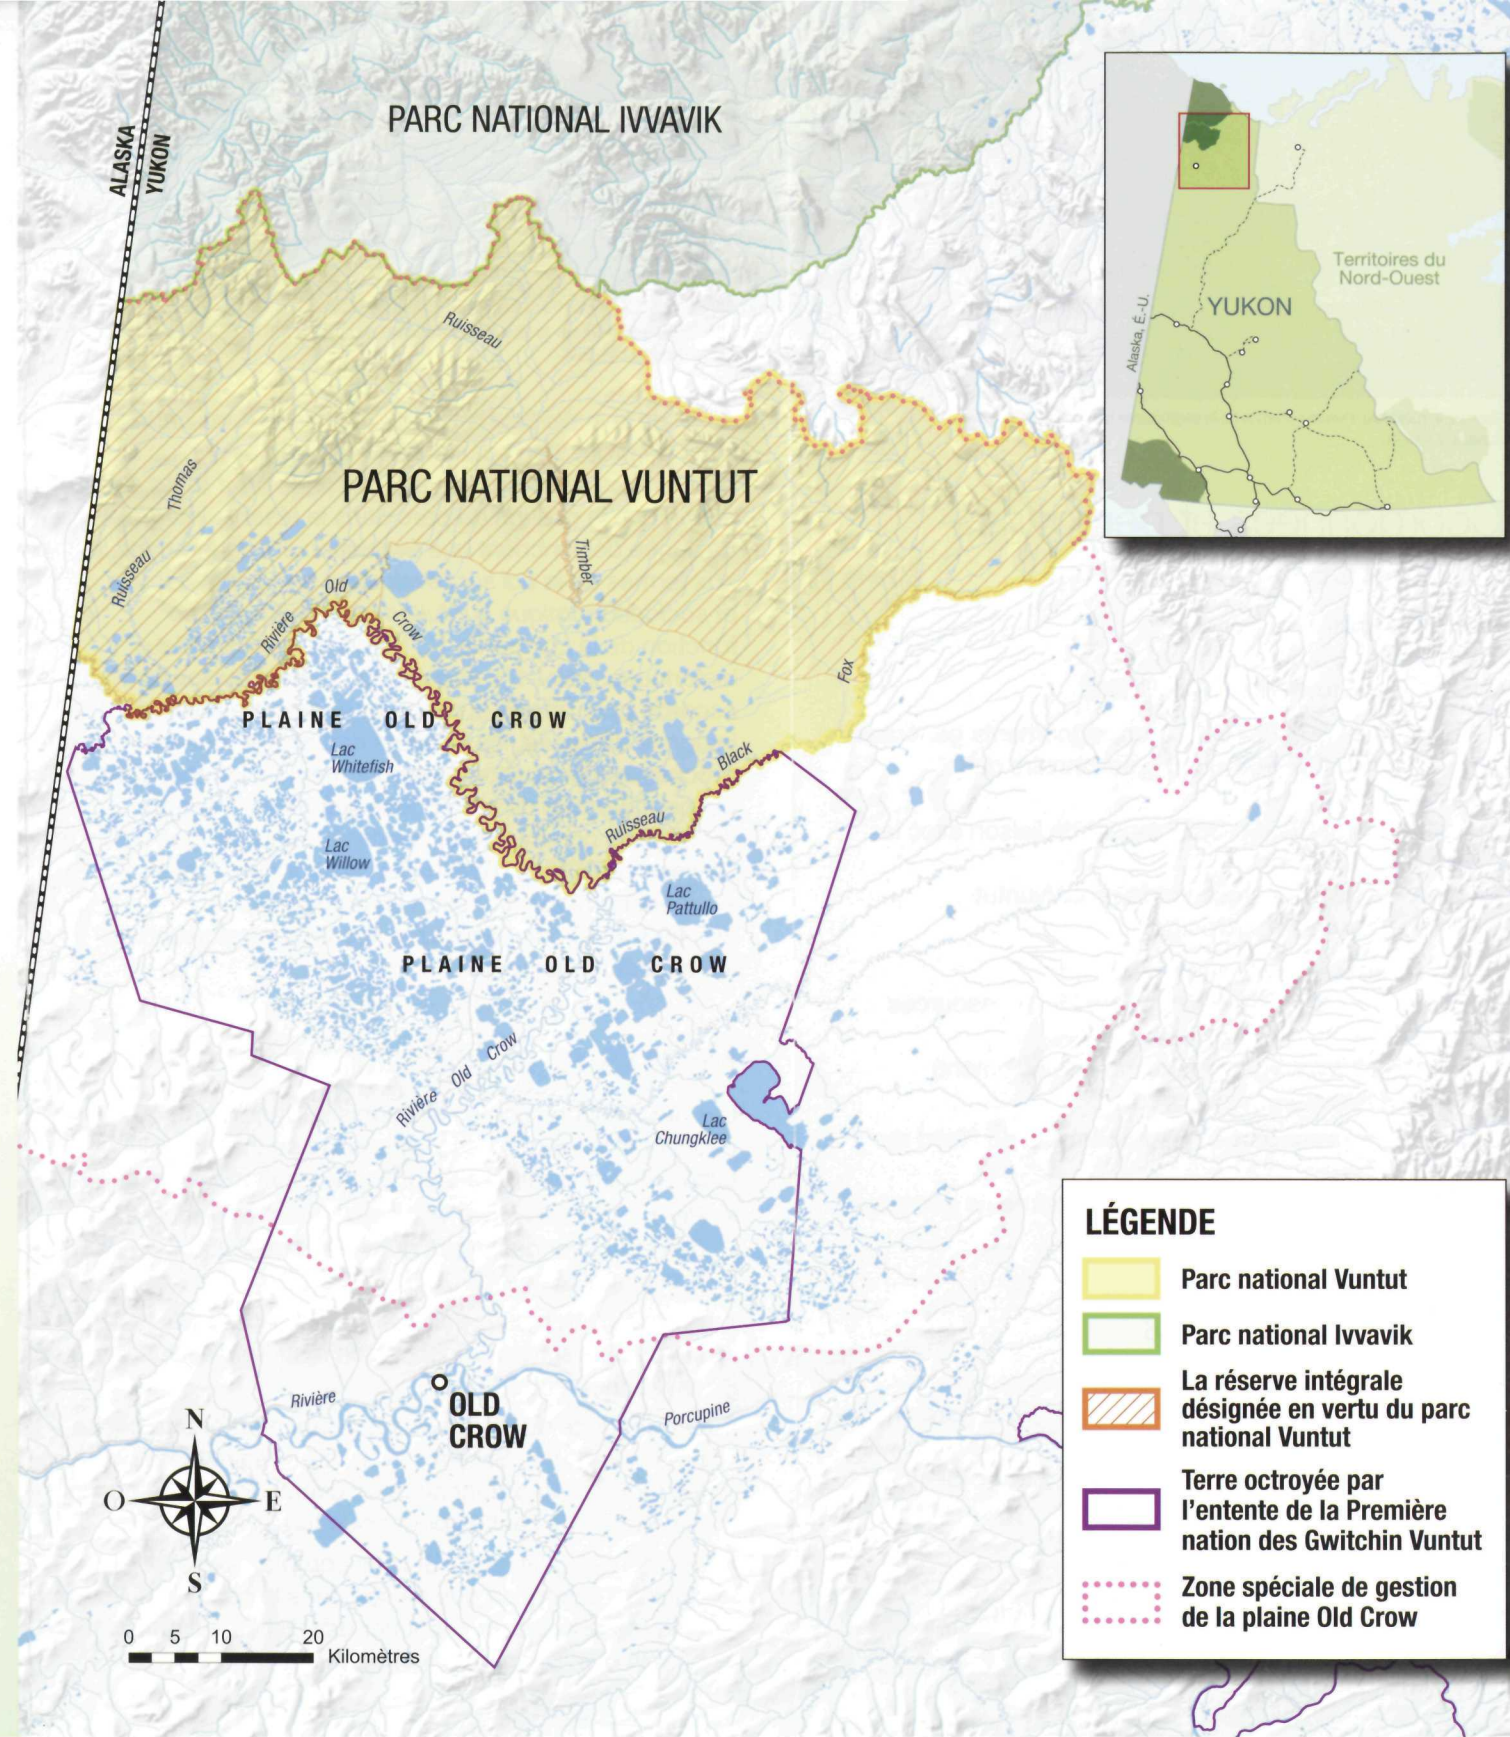 PARC NATIONAL IVVAVIK
ALASKA
YUKON
Territoires du
Nord-Ouest
YUKON
Alaska, É.-U.
Ruisseau
Thomas
PARC NATIONAL VUNTUT
Timber
Ruisseau
Old
Rivière
Crow
Fox
PLAINE OLD CROW
Lac
Whitefish
Black
Ruisseau
Lac
Willow
Lac
Pattullo
PLAINE OLD CROW
Rivière Old Crow
Lac
Chungklee
Rivière
OLD
CROW
Porcupine
N
O
E
S
0 5 10 20
Kilomètres
LÉGENDE
Parc national Vuntut
Parc national Ivvavik
La réserve intégrale
désignée en vertu du parc
national Vuntut
Terre octroyée par
l'entente de la Première
nation des Gwitchin Vuntut
Zone spéciale de gestion
de la plaine Old Crow